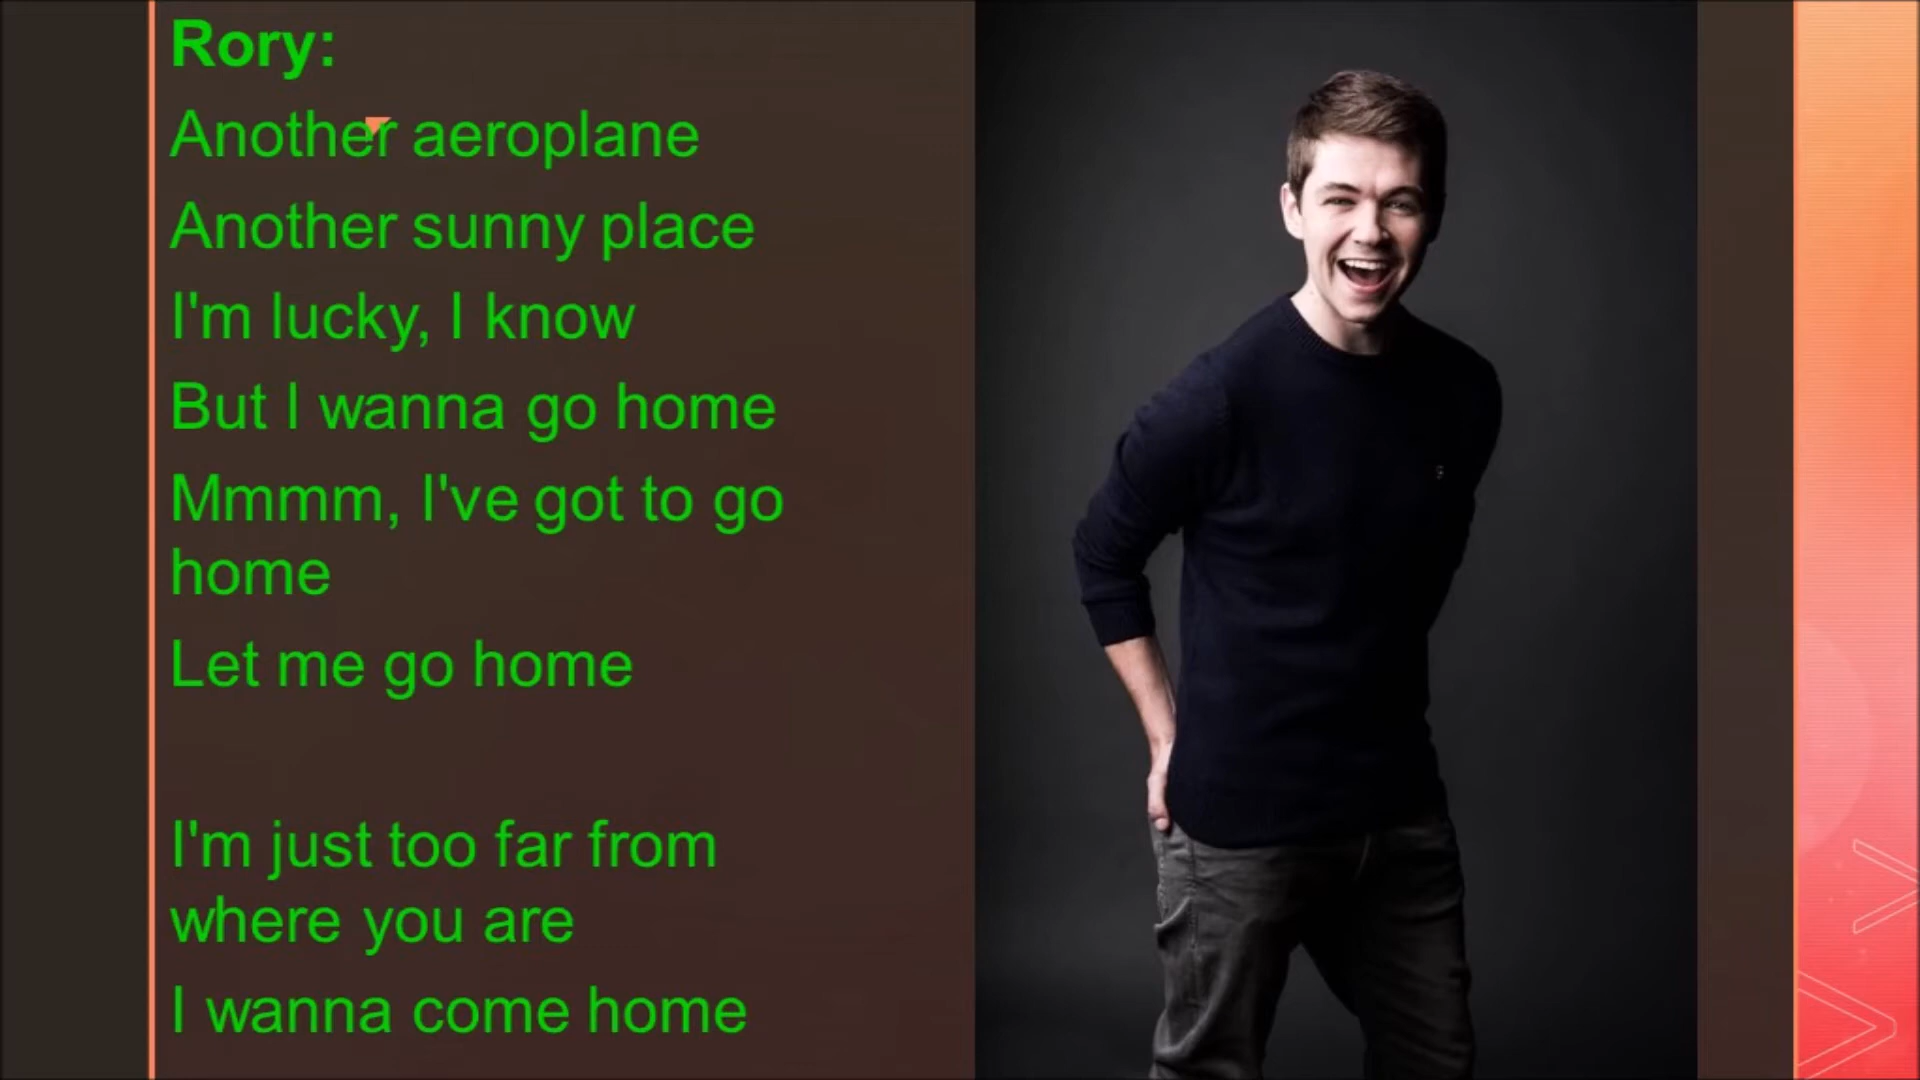 Rory:
Another aeroplane
Another sunny place
I'm lucky, I know
But I wanna go home
Mmmm, I've got to go
home
Let me go home
I'm just too far from
where you are
I wanna come home